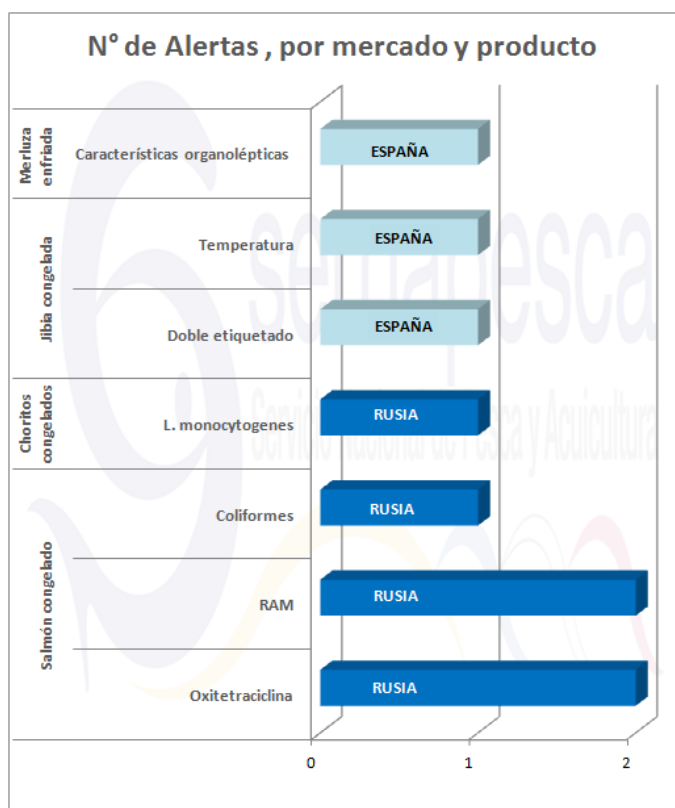 N° de Alertas , por mercado y producto
Merluza
enfriada
Características organolépticas
ESPAÑA
Jibia congelada
Temperatura
ESPAÑA
Doble etiquetado
ESPAÑA
Choritos
congelados
L. monocytogenes
RUSIA
Salmón congelado
Coliformes
RUSIA
RAM
RUSIA
Oxitetraciclina
RUSIA
0
1
2
sernapesca
Servicio Nacional de Pesca y Acuicultura